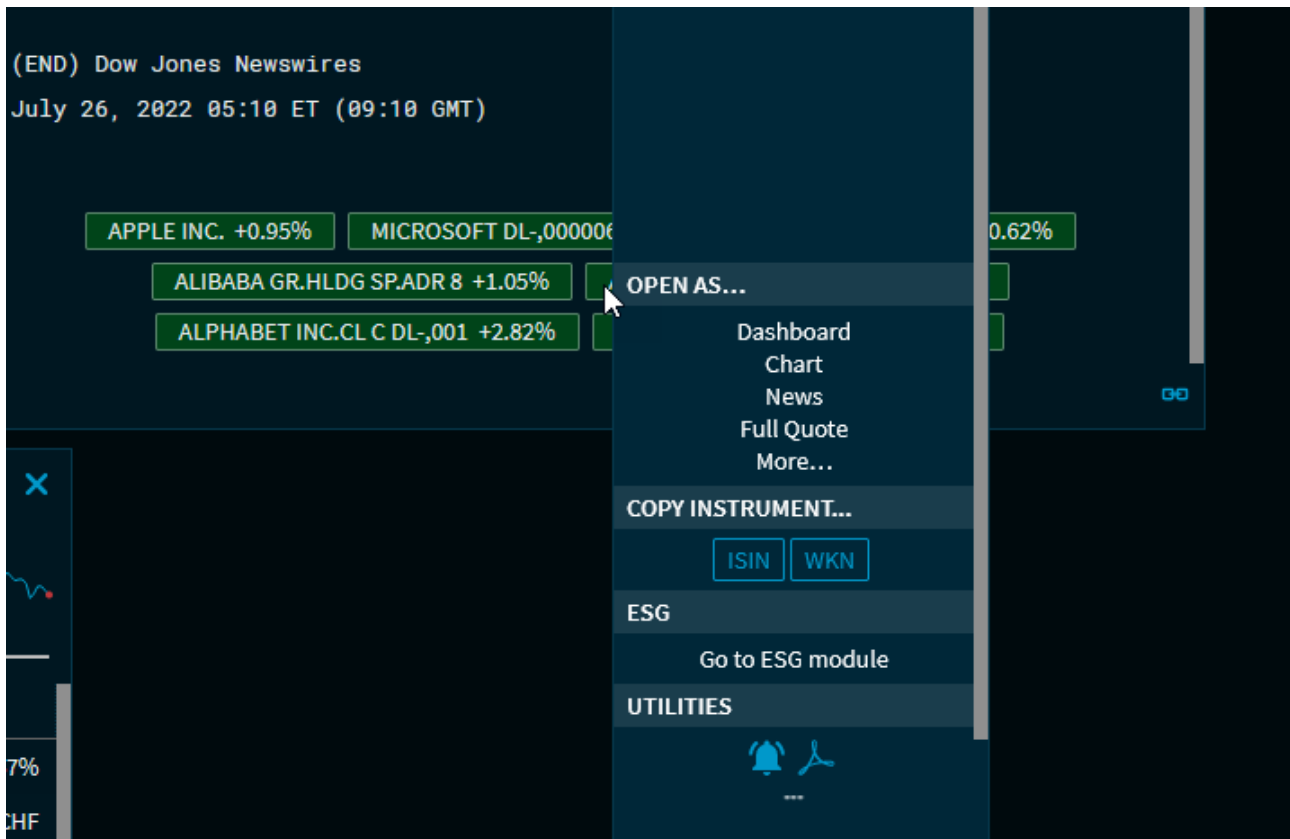 (END) Dow Jones Newswires
July 26, 2022 05:10 ET (09:10 GMT)
APPLE INC. +0.95%
MICROSOFT DL-,000006
0.62%
ALIBABA GR.HLDG SP.ADR 8 +1.05%
ALPHABET INC.CL C DL-,001 +2.82%
OPEN AS...
Dashboard
Chart
News
Full Quote
More...
COPY INSTRUMENT...
ISIN WKN
ESG
Go to ESG module
UTILITIES
7%
CHF